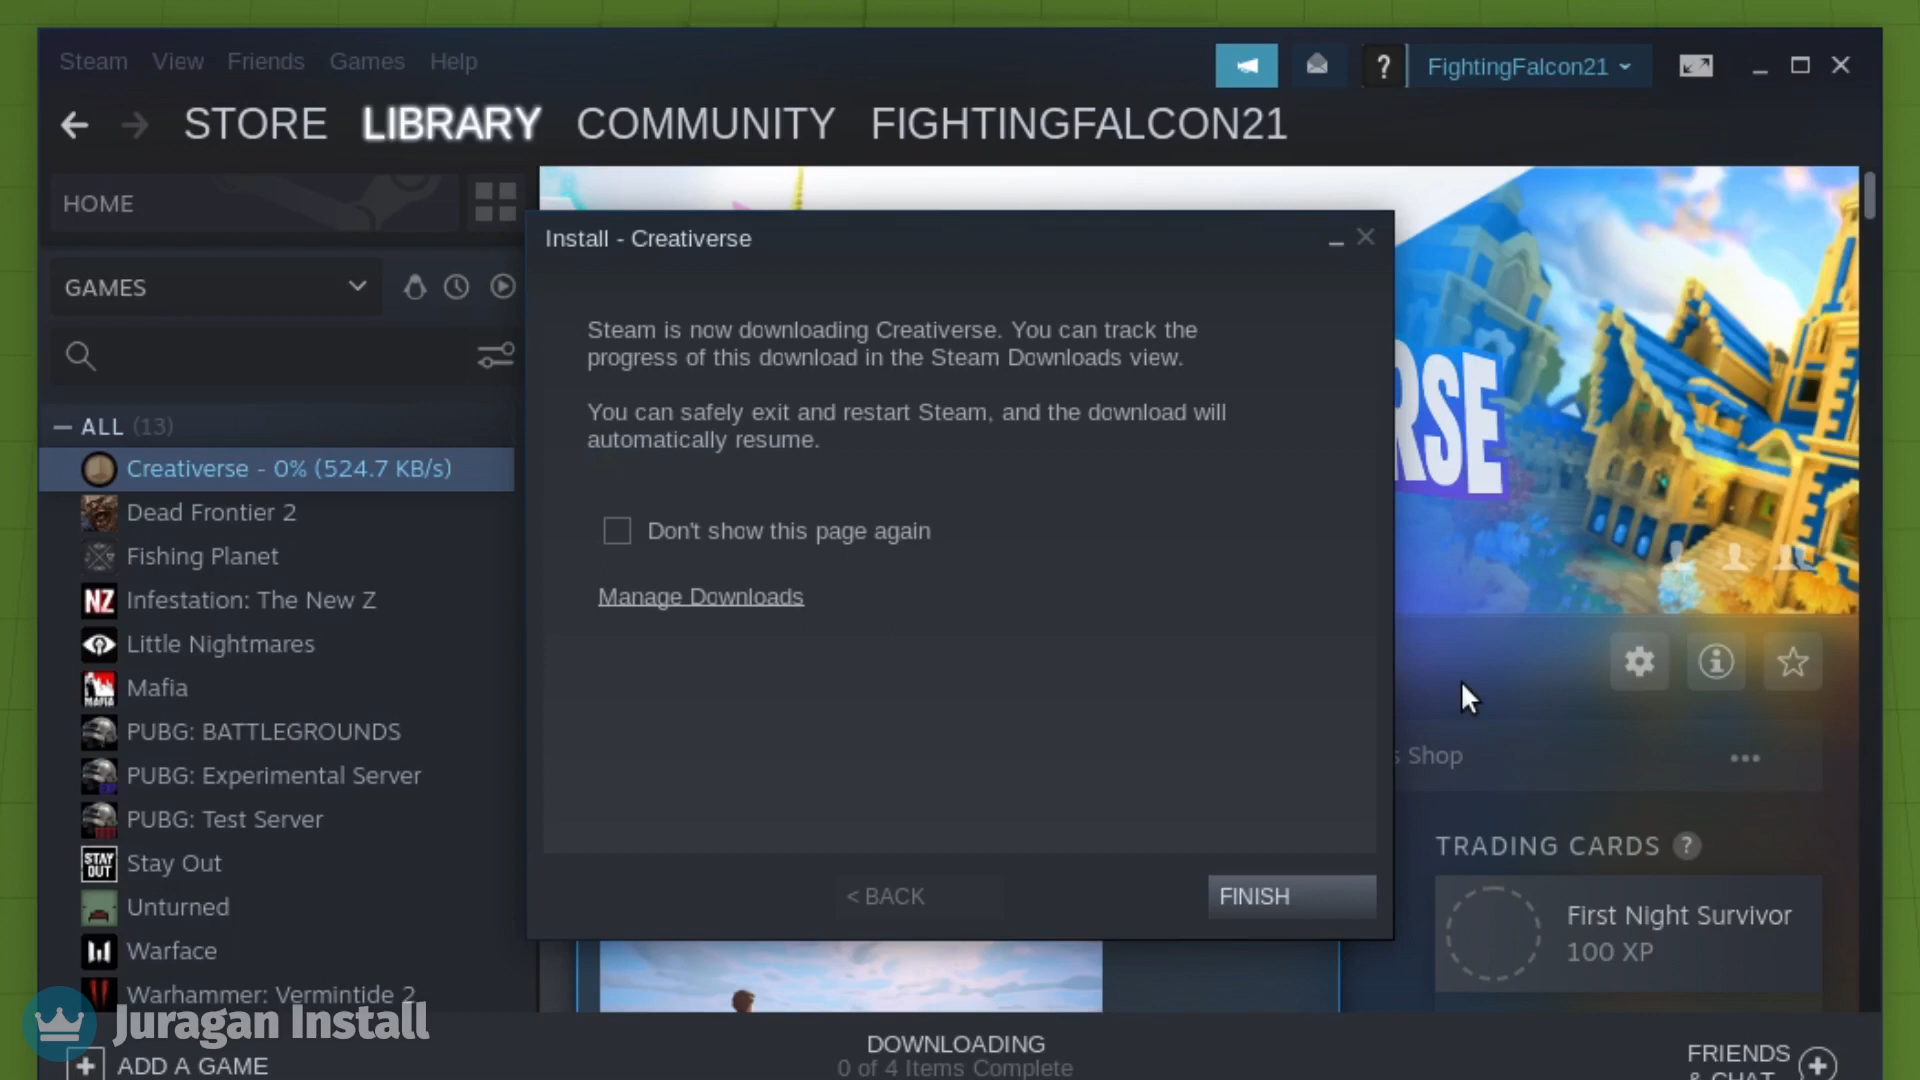 Steam View Friends Games Help
FightingFalcon21
STORE LIBRARY COMMUNITY FIGHTINGFALCON21
HOME
GAMES
ALL (13)
Creativerse - 0% (524.7 KB/s)
Dead Frontier 2
Fishing Planet
NZ Infestation: The New Z
Little Nightmares
MAFIA Mafia
PUBG: BATTLEGROUNDS
PUBG: Experimental Server
PUBG: Test Server
STAY OUT Stay Out
Unturned
Warface
Warhammer: Vermintide 2
Juragan Install
ADD A GAME
Install - Creativerse
Steam is now downloading Creativerse. You can track the
progress of this download in the Steam Downloads view.
You can safely exit and restart Steam, and the download will
automatically resume.
Don't show this page again
Manage Downloads
< BACK
FINISH
RSE
s Shop
TRADING CARDS ?
First Night Survivor
100 XP
DOWNLOADING
0 of 4 Items Complete
FRIENDS
& CHAT